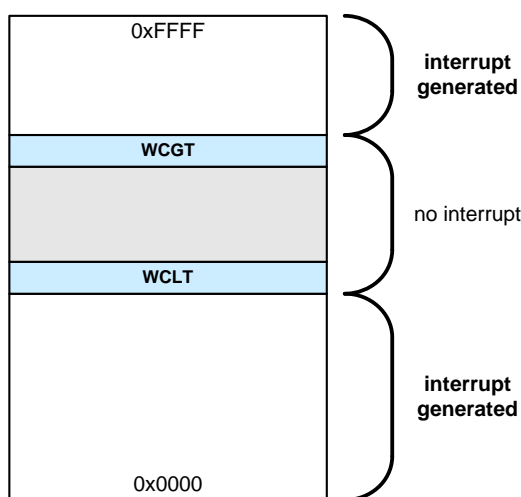 0xFFFF
interrupt
generated
WCGT
no interrupt
WCLT
interrupt
generated
0x0000